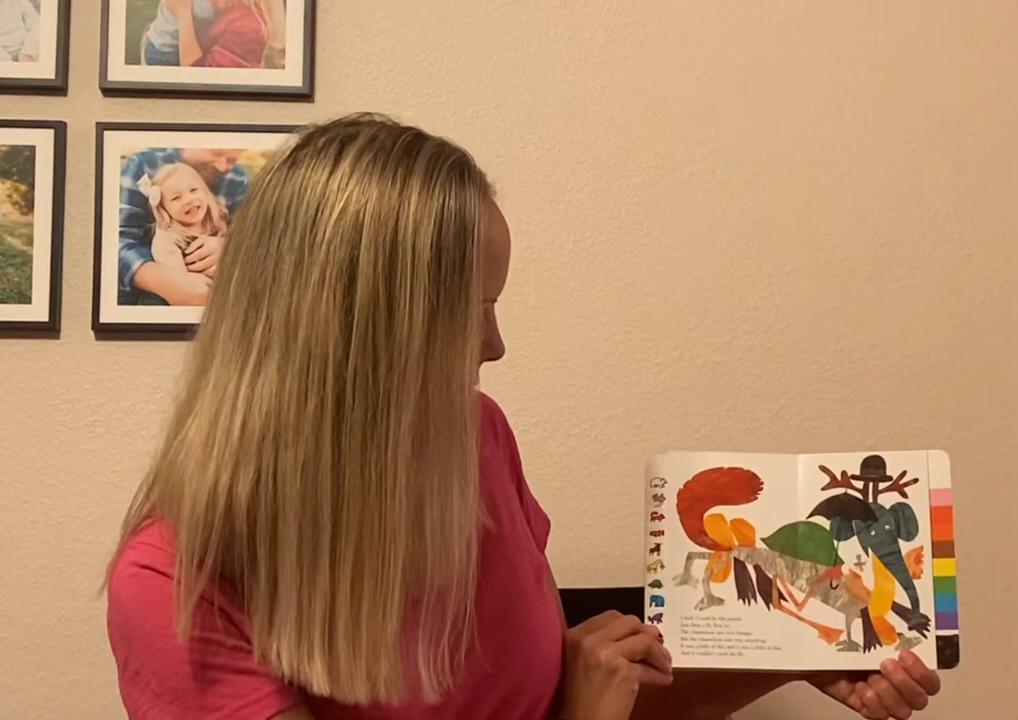 I wish I could be like people.
Just then a fly flew by.
The chameleon was very hungry.
But the chameleon was very mixed-up.
It was a little of this and it was a little of that.
And it couldn't catch the fly.